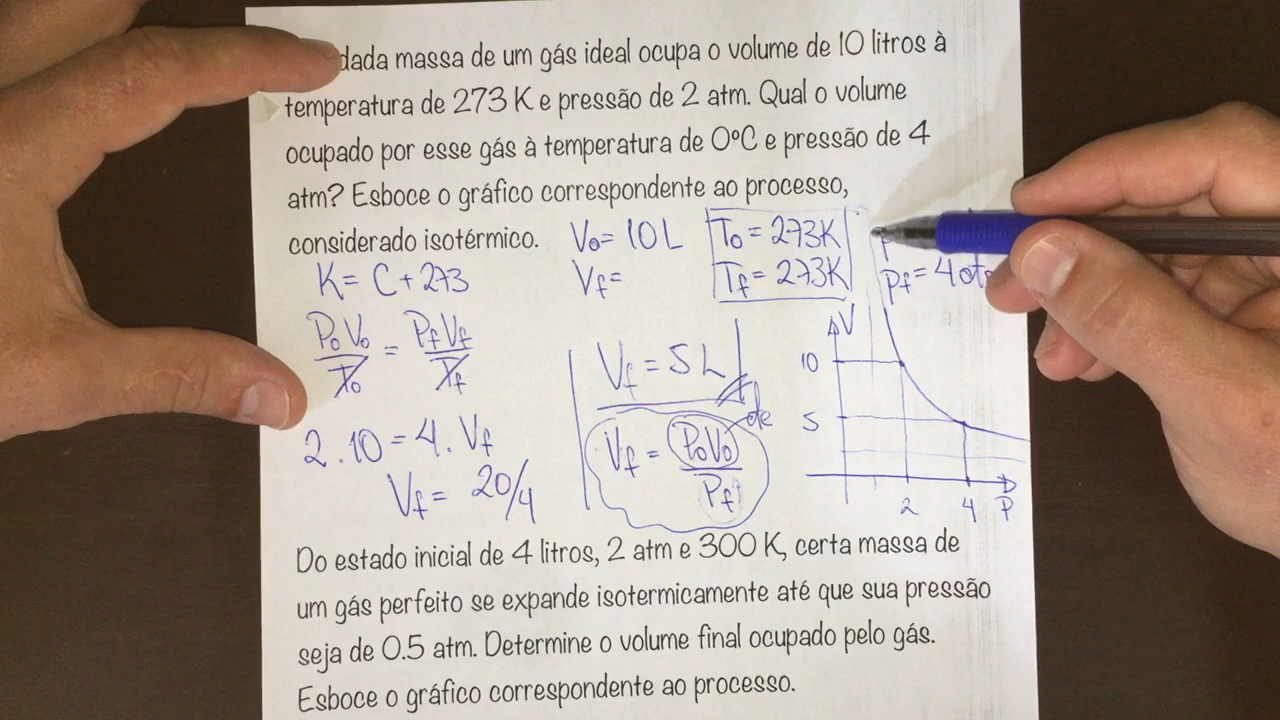 dada massa de um gás ideal ocupa o volume de 10 litros à
temperatura de 273 K e pressão de 2 atm. Qual o volume
ocupado por esse gás à temperatura de 0ºC e pressão de 4
atm? Esboce o gráfico correspondente ao processo,
considerado isotérmico.
V₀ = 10 L
T₀ = 273K
K = C + 273
V_f =
T_f = 273K
P_f = 4
P₀V₀/T₀ = P_fV_f/T_f
V_f = 5 L
V
10
5
2 . 10 = 4 . V_f
V_f = P₀V₀/P_f
de
V_f = 20/4
2 4 P
Do estado inicial de 4 litros, 2 atm e 300 K, certa massa de
um gás perfeito se expande isotermicamente até que sua pressão
seja de 0.5 atm. Determine o volume final ocupado pelo gás.
Esboce o gráfico correspondente ao processo.